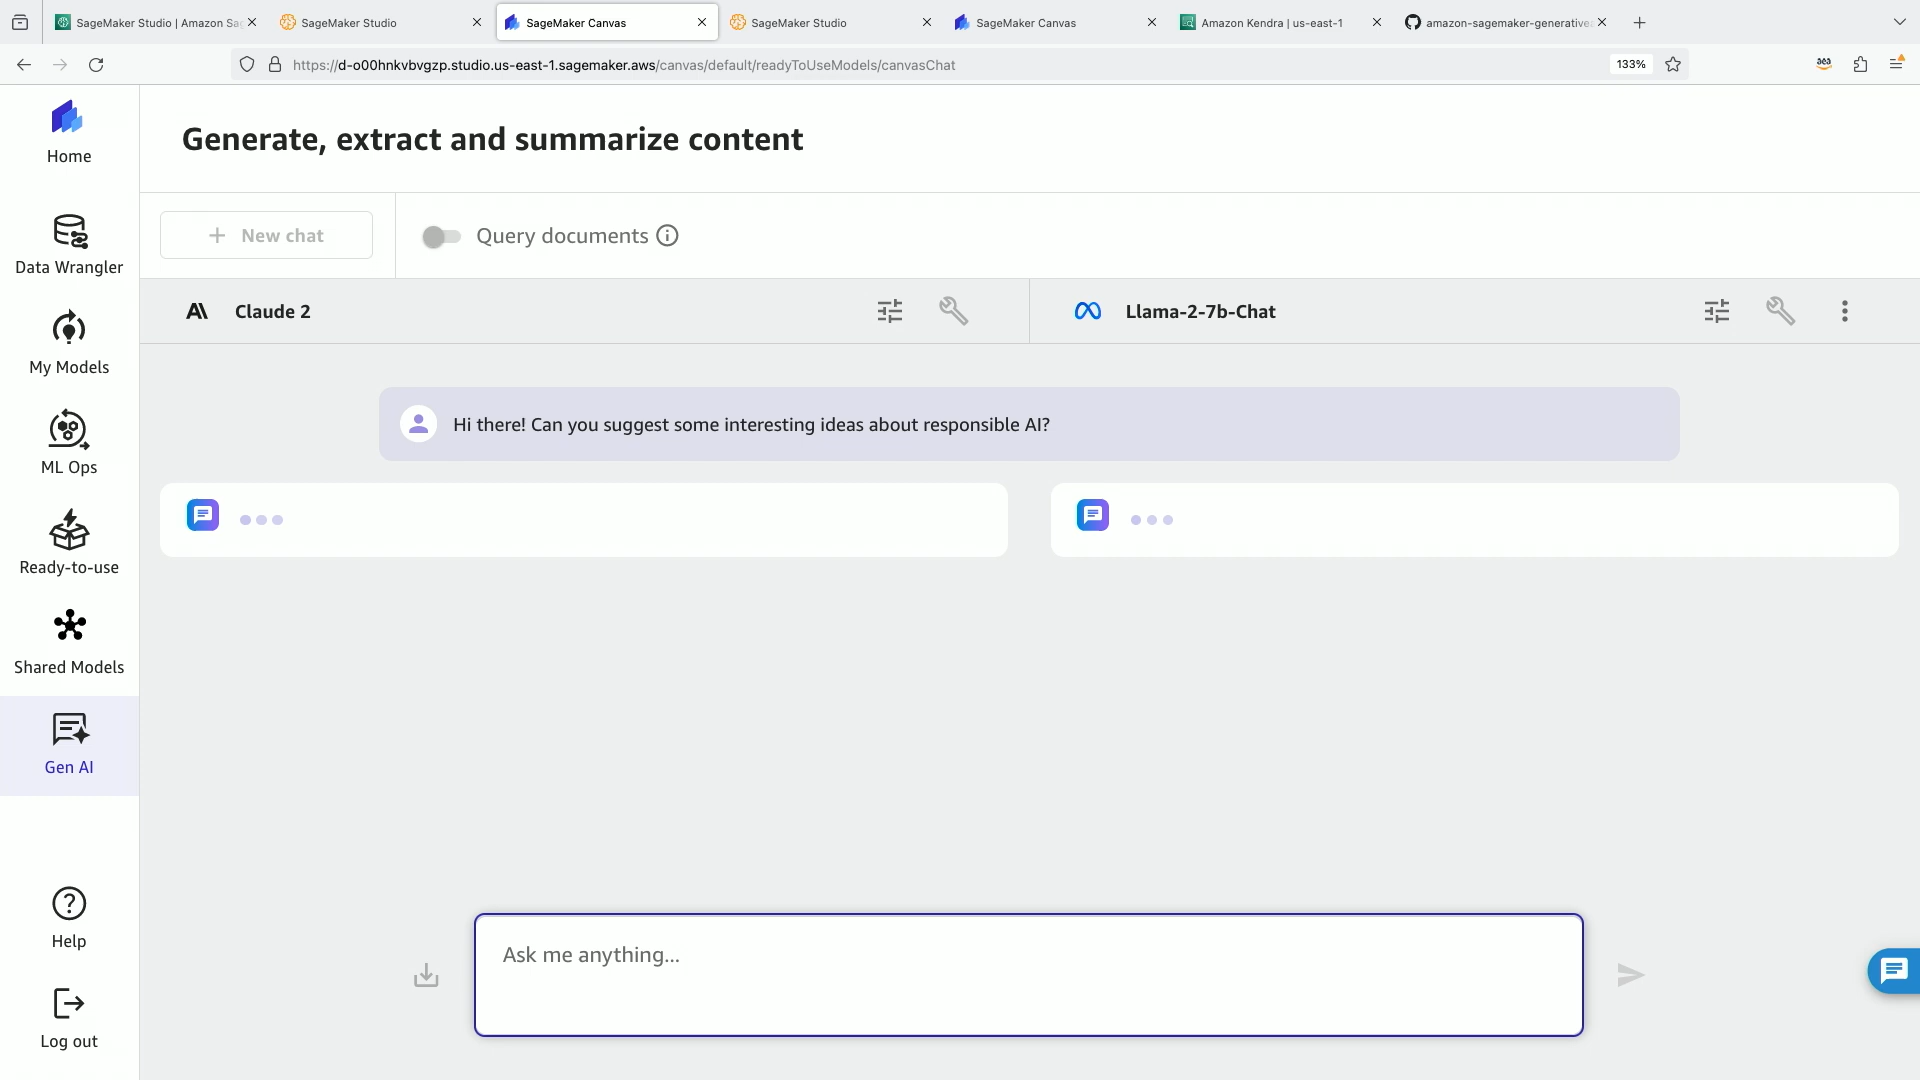 SageMaker Studio | Amazon Sa
SageMaker Studio
SageMaker Canvas
SageMaker Studio
SageMaker Canvas
Amazon Kendra | us-east-1
amazon-sagemaker-generative
https://d-o00hnkvbvgzp.studio.us-east-1.sagemaker.aws/canvas/default/readyToUseModels/canvasChat
133%
Home
Data Wrangler
My Models
ML Ops
Ready-to-use
Shared Models
Gen AI
Help
Log out
Generate, extract and summarize content
New chat
Query documents
Claude 2
Llama-2-7b-Chat
Hi there! Can you suggest some interesting ideas about responsible AI?
Ask me anything...